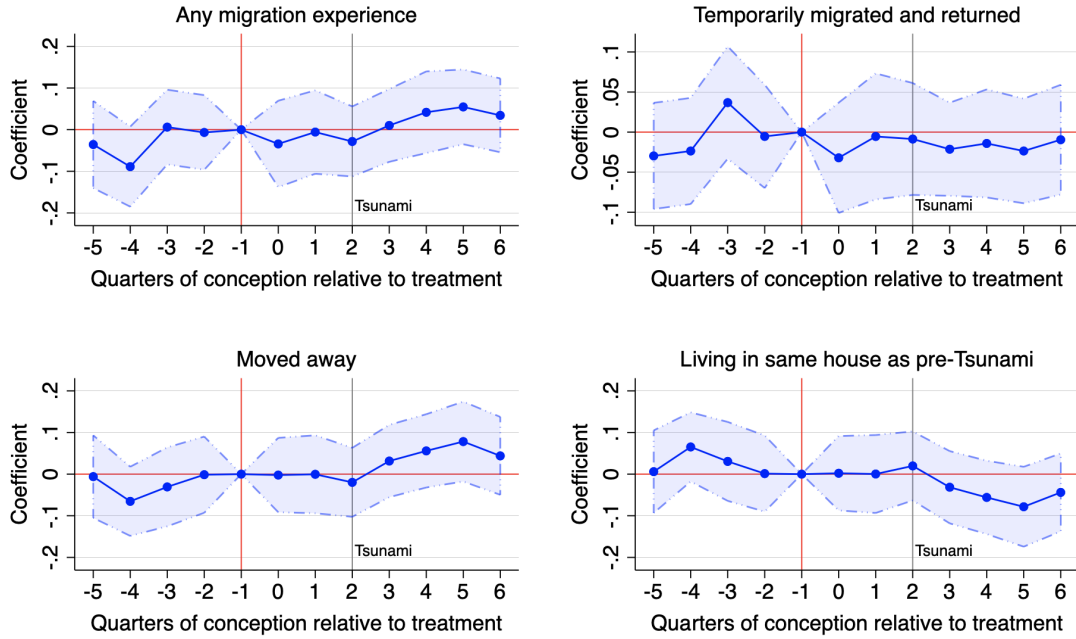 Any migration experience
Coefficient
.2
.1
0
-.1
-.2
Tsunami
-5 -4 -3 -2 -1 0 1 2 3 4 5 6
Quarters of conception relative to treatment
Temporarily migrated and returned
Coefficient
.1
.05
0
-.05
-.1
Tsunami
-5 -4 -3 -2 -1 0 1 2 3 4 5 6
Quarters of conception relative to treatment
Moved away
Coefficient
.2
.1
0
-.1
-.2
Tsunami
-5 -4 -3 -2 -1 0 1 2 3 4 5 6
Quarters of conception relative to treatment
Living in same house as pre-Tsunami
Coefficient
.2
.1
0
-.1
-.2
Tsunami
-5 -4 -3 -2 -1 0 1 2 3 4 5 6
Quarters of conception relative to treatment